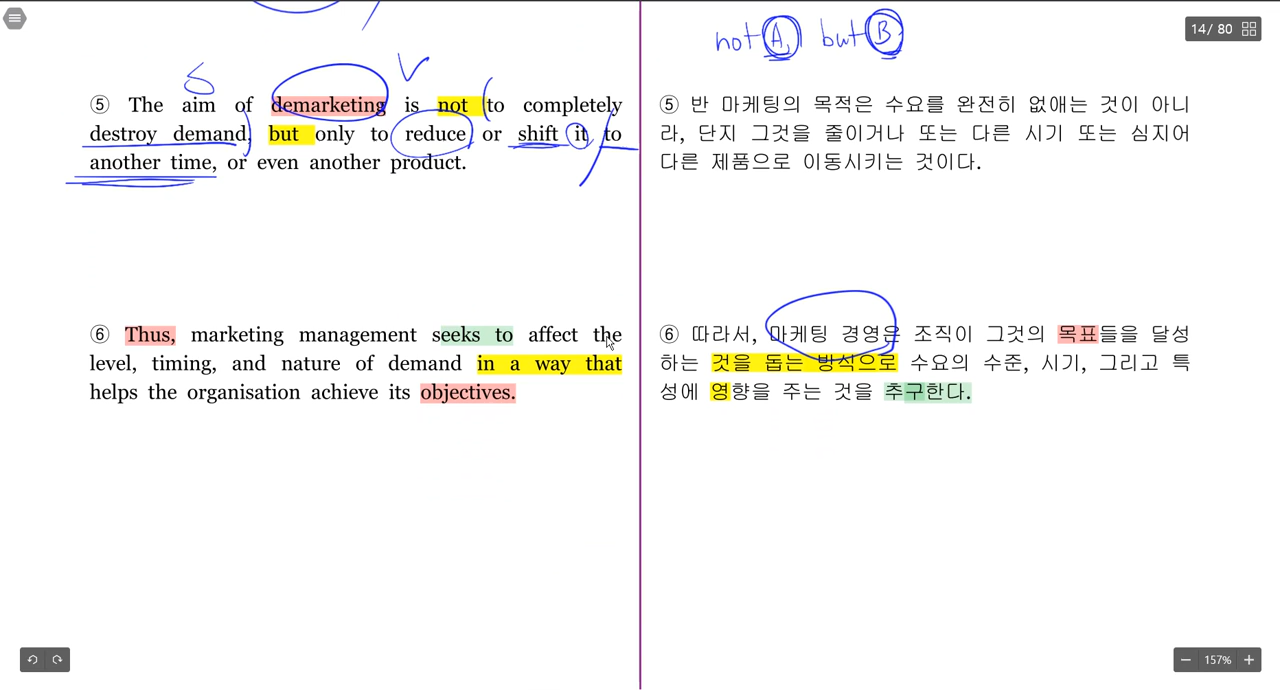 not A, but B
14/ 80
S
V
⑤ The aim of demarketing is not to completely
destroy demand, but only to reduce or shift it to
another time, or even another product.
⑤ 반 마케팅의 목적은 수요를 완전히 없애는 것이 아니
라, 단지 그것을 줄이거나 또는 다른 시기 또는 심지어
다른 제품으로 이동시키는 것이다.
⑥ Thus, marketing management seeks to affect the
level, timing, and nature of demand in a way that
helps the organisation achieve its objectives.
⑥ 따라서, 마케팅 경영은 조직이 그것의 목표들을 달성
하는 것을 돕는 방식으로 수요의 수준, 시기, 그리고 특
성에 영향을 주는 것을 추구한다.
157%